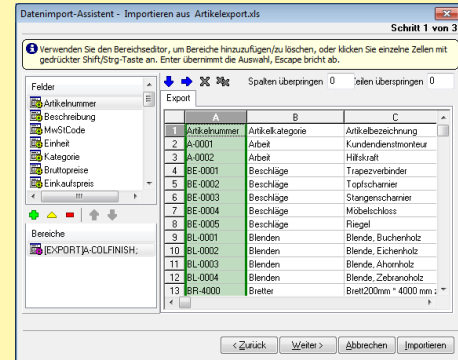 Datenimport-Assistent - Importieren aus Artikelexport.xls
Schritt 1 von 3
Verwenden Sie den Bereichseditor, um Bereiche hinzuzufügen/zu löschen, oder klicken Sie einzelne Zellen mit
gedrückter Shift/Strg-Taste an. Enter übernimmt die Auswahl, Escape bricht ab.
Felder
Artikelnummer
Beschreibung
MwStCode
Einheit
Kategorie
Bruttopreise
Einkaufspreis
Bereiche
[EXPORT]A-COLFINISH;
Spalten überpringen 0 Zeilen überspringen 0
Export
A B C
1 Artikelnummer Artikelkategorie Artikelbezeichnung
2 A-0001 Arbeit Kundendienstmonteur
3 A-0002 Arbeit Hilfskraft
4 BE-0001 Beschläge Trapezverbinder
5 BE-0002 Beschläge Topfscharnier
6 BE-0003 Beschläge Stangenscharnier
7 BE-0004 Beschläge Möbelschloss
8 BE-0005 Beschläge Riegel
9 BL-0001 Blenden Blende, Buchenholz
10 BL-0002 Blenden Blende, Eichenholz
11 BL-0003 Blenden Blende, Ahornholz
12 BL-0004 Blenden Blende, Zebranoholz
13 BR-4000 Bretter Brett200mm * 4000 mm
< Zurück Weiter > Abbrechen Importieren